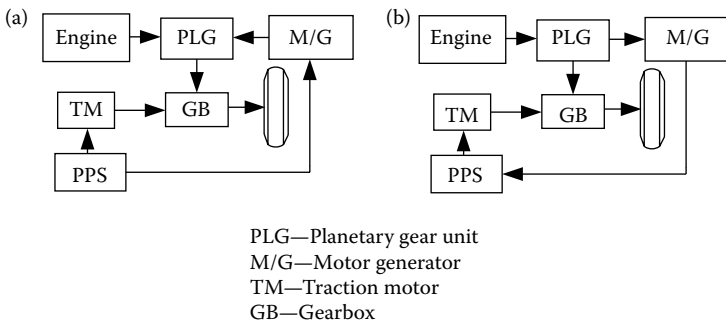 (a)
Engine
PLG
M/G
TM
GB
PPS
(b)
Engine
PLG
M/G
TM
GB
PPS
PLG—Planetary gear unit
M/G—Motor generator
TM—Traction motor
GB—Gearbox